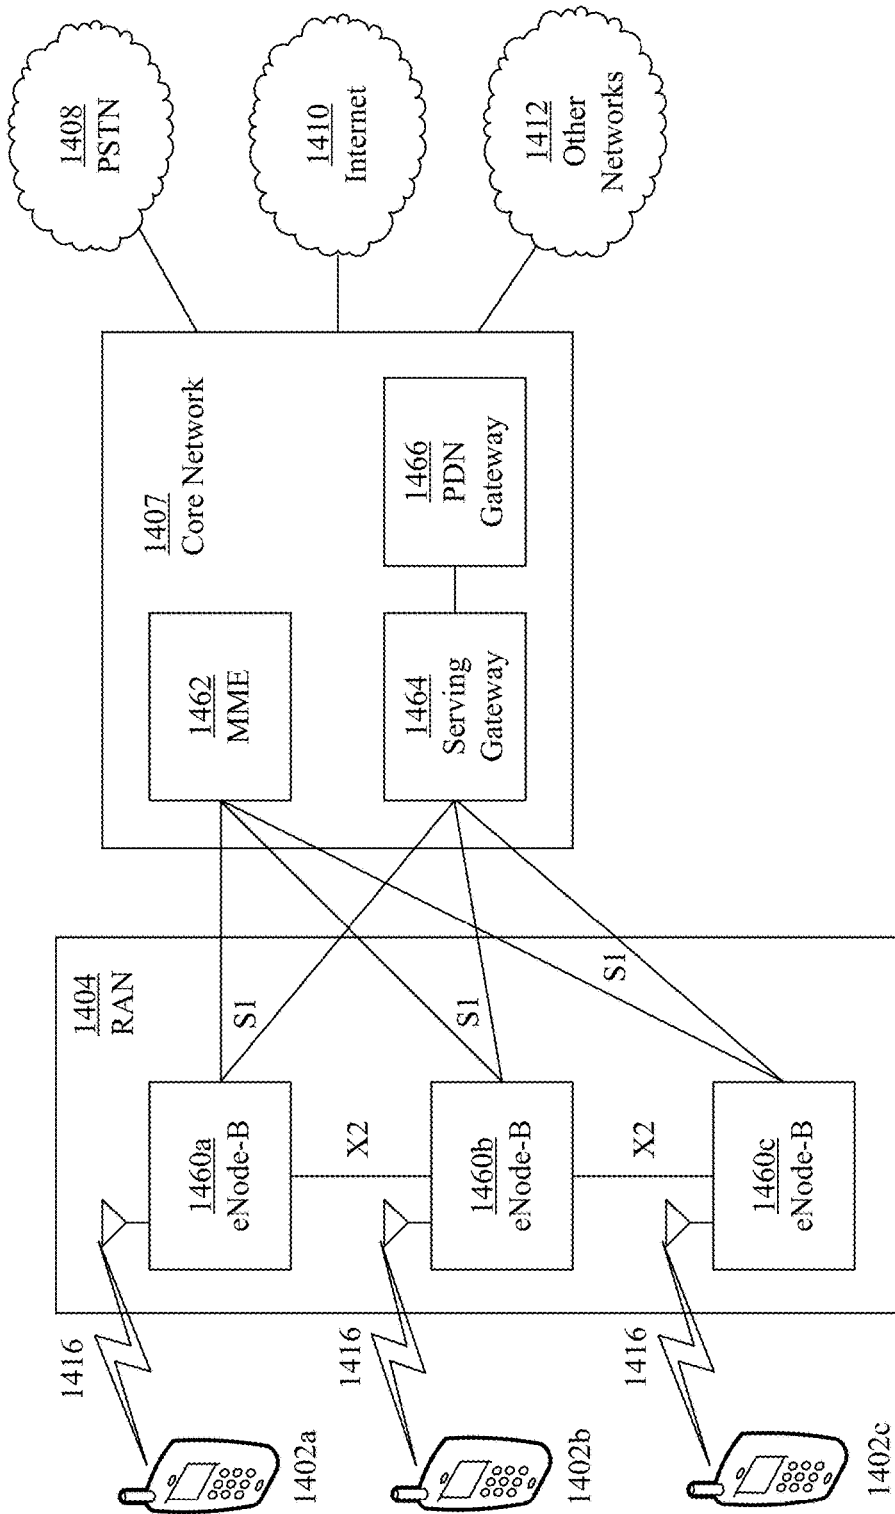 1408
PSTN
1410
Internet
1412
Other
Networks
1407
Core Network
1462
MME
1466
PDN
Gateway
1464
Serving
Gateway
1404
RAN
S1
S1
S1
1460a
eNode-B
X2
1460b
eNode-B
X2
1460c
eNode-B
1416
1416
1416
1402a
1402b
1402c